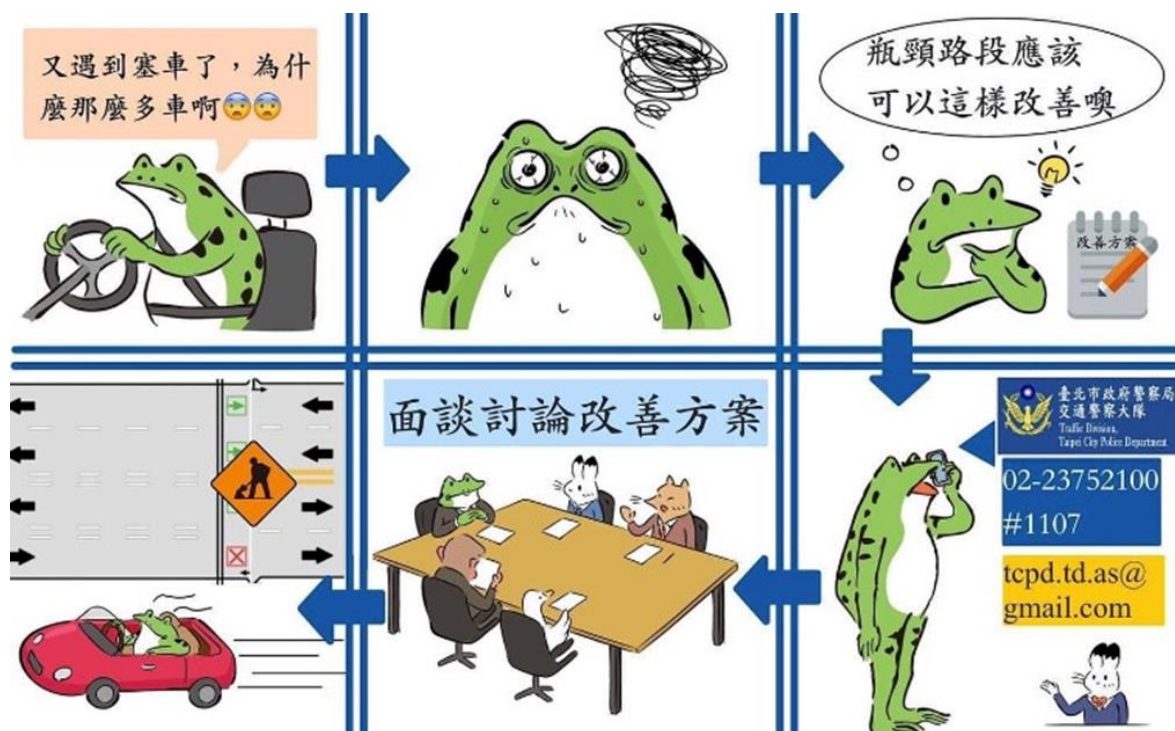 又遇到塞車了，為什
麼那麼多車啊😨😨
瓶頸路段應該
可以這樣改善噢
改善方案
臺北市政府警察局
交通警察大隊
Traffic Division,
Taipei City Police Department
02-23752100
#1107
tcpd.td.as@
gmail.com
面談討論改善方案